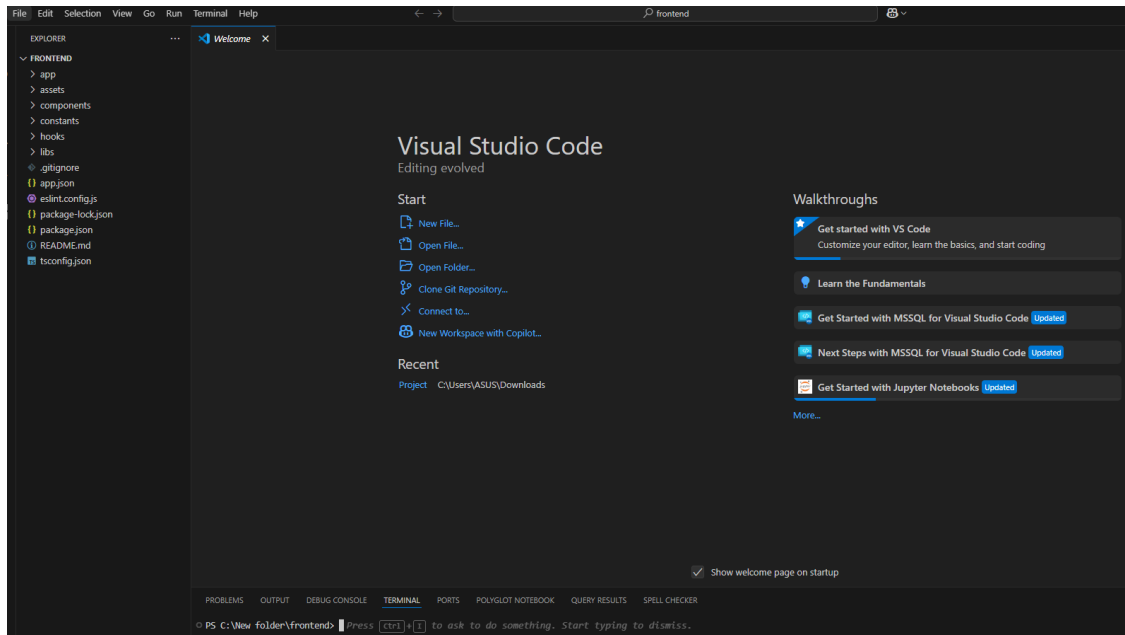 File Edit Selection View Go Run Terminal Help
frontend
EXPLORER
Welcome
FRONTEND
app
assets
components
constants
hooks
libs
.gitignore
app.json
eslint.config.js
package-lock.json
package.json
README.md
tsconfig.json
Visual Studio Code
Editing evolved
Start
New File...
Open File...
Open Folder...
Clone Git Repository...
Connect to...
New Workspace with Copilot...
Recent
Project C:\Users\ASUS\Downloads
Walkthroughs
Get started with VS Code
Customize your editor, learn the basics, and start coding
Learn the Fundamentals
Get Started with MSSQL for Visual Studio Code Updated
Next Steps with MSSQL for Visual Studio Code Updated
Get Started with Jupyter Notebooks Updated
More...
Show welcome page on startup
PROBLEMS OUTPUT DEBUG CONSOLE TERMINAL PORTS POLYGLOT NOTEBOOK QUERY RESULTS SPELL CHECKER
PS C:\New folder\frontend> Press Ctrl+I to ask to do something. Start typing to dismiss.